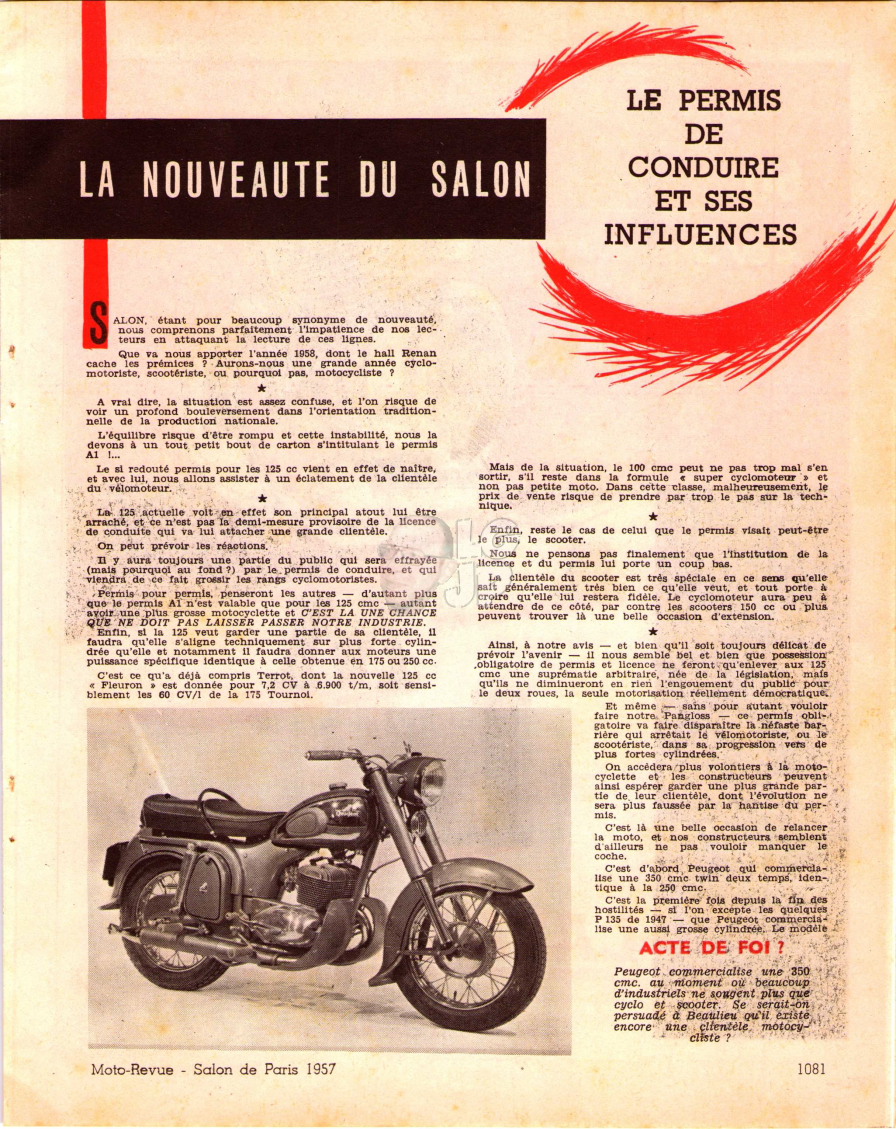 LA NOUVEAUTE DU SALON
LE PERMIS
DE
CONDUIRE
ET SES
INFLUENCES
SALON, étant pour beaucoup synonyme de nouveauté,
nous comprenons parfaitement l'impatience de nos lec-
teurs en attaquant la lecture de ces lignes.
Que va nous apporter l'année 1958, dont le hall Renan
cache les prémices ? Aurons-nous une grande année cyclo-
motoriste, scootériste, ou pourquoi pas, motocycliste ?
★
A vrai dire, la situation est assez confuse, et l'on risque de
voir un profond bouleversement dans l'orientation tradition-
nelle de la production nationale.
L'équilibre risque d'être rompu et cette instabilité, nous la
devons à un tout petit bout de carton s'intitulant le permis
A1 !...
Le si redouté permis pour les 125 cc vient en effet de naître,
et avec lui, nous allons assister à un éclatement de la clientèle
du vélomoteur.
★
La 125 actuelle voit en effet son principal atout lui être
arraché, et ce n'est pas la demi-mesure provisoire de la licence
de conduite qui va lui attacher une grande clientèle.
On peut prévoir les réactions.
Il y aura toujours une partie du public qui sera effrayée
(mais pourquoi au fond ?) par le permis de conduire, et qui
viendra de ce fait grossir les rangs cyclomotoristes.
Permis pour permis, penseront les autres — d'autant plus
que le permis A1 n'est valable que pour les 125 cmc — autant
avoir une plus grosse motocyclette et C'EST LA UNE CHANCE
QUE NE DOIT PAS LAISSER PASSER NOTRE INDUSTRIE.
Enfin, si la 125 veut garder une partie de sa clientèle, il
faudra qu'elle s'aligne techniquement sur plus forte cylin-
drée qu'elle et notamment il faudra donner aux moteurs une
puissance spécifique identique à celle obtenue en 175 ou 250 cc.
C'est ce qu'a déjà compris Terrot, dont la nouvelle 125 cc
« Fleuron » est donnée pour 7,2 CV à 6.900 t/m, soit sensi-
blement les 60 CV/l de la 175 Tournoi.
Mais de la situation, le 100 cmc peut ne pas trop mal s'en
sortir, s'il reste dans la formule « super cyclomoteur » et
non pas petite moto. Dans cette classe, malheureusement, le
prix de vente risque de prendre par trop le pas sur la tech-
nique.
★
Enfin, reste le cas de celui que le permis visait peut-être
le plus, le scooter.
Nous ne pensons pas finalement que l'institution de la
licence et du permis lui porte un coup bas.
La clientèle du scooter est très spéciale en ce sens qu'elle
sait généralement très bien ce qu'elle veut, et tout porte à
croire qu'elle lui restera fidèle, le cyclomoteur aura peu à
attendre de ce côté, par contre les scooters 150 cc ou plus
peuvent trouver là une belle occasion d'extension.
★
Ainsi, à notre avis — et bien qu'il soit toujours délicat de
prévoir l'avenir — il nous semble bel et bien que possession
obligatoire de permis et licence ne feront qu'enlever aux 125
cmc une suprématie arbitraire, née de la législation, mais
qu'ils ne diminueront en rien l'engouement du public pour
le deux roues, la seule motorisation réellement démocratique.
Et même — sans pour autant vouloir
faire notre Pangloss — ce permis obli-
gatoire va faire disparaître la néfaste bar-
rière qui arrêtait le vélomotoriste, ou le
scootériste, dans sa progression vers de
plus fortes cylindrées.
On accédera plus volontiers à la moto-
cyclette et les constructeurs peuvent
ainsi espérer garder une plus grande par-
tie de leur clientèle, dont l'évolution ne
sera plus faussée par la hantise du per-
mis.
C'est là une belle occasion de relancer
la moto, et nos constructeurs semblent
d'ailleurs ne pas vouloir manquer le
coche.
C'est d'abord Peugeot qui commercia-
lise une 350 cmc twin deux temps, iden-
tique à la 250 cmc.
C'est la première fois depuis la fin des
hostilités — si l'on excepte les quelques
P 135 de 1947 — que Peugeot commercia-
lise une aussi grosse cylindrée. Le modèle
ACTE DE FOI ?
Peugeot commercialise une 350
cmc. au moment où beaucoup
d'industriels ne songent plus que
cyclo et scooter. Se serait-on
persuadé à Beaulieu qu'il existe
encore une clientèle motocy-
cliste ?
Moto-Revue - Salon de Paris 1957
1081